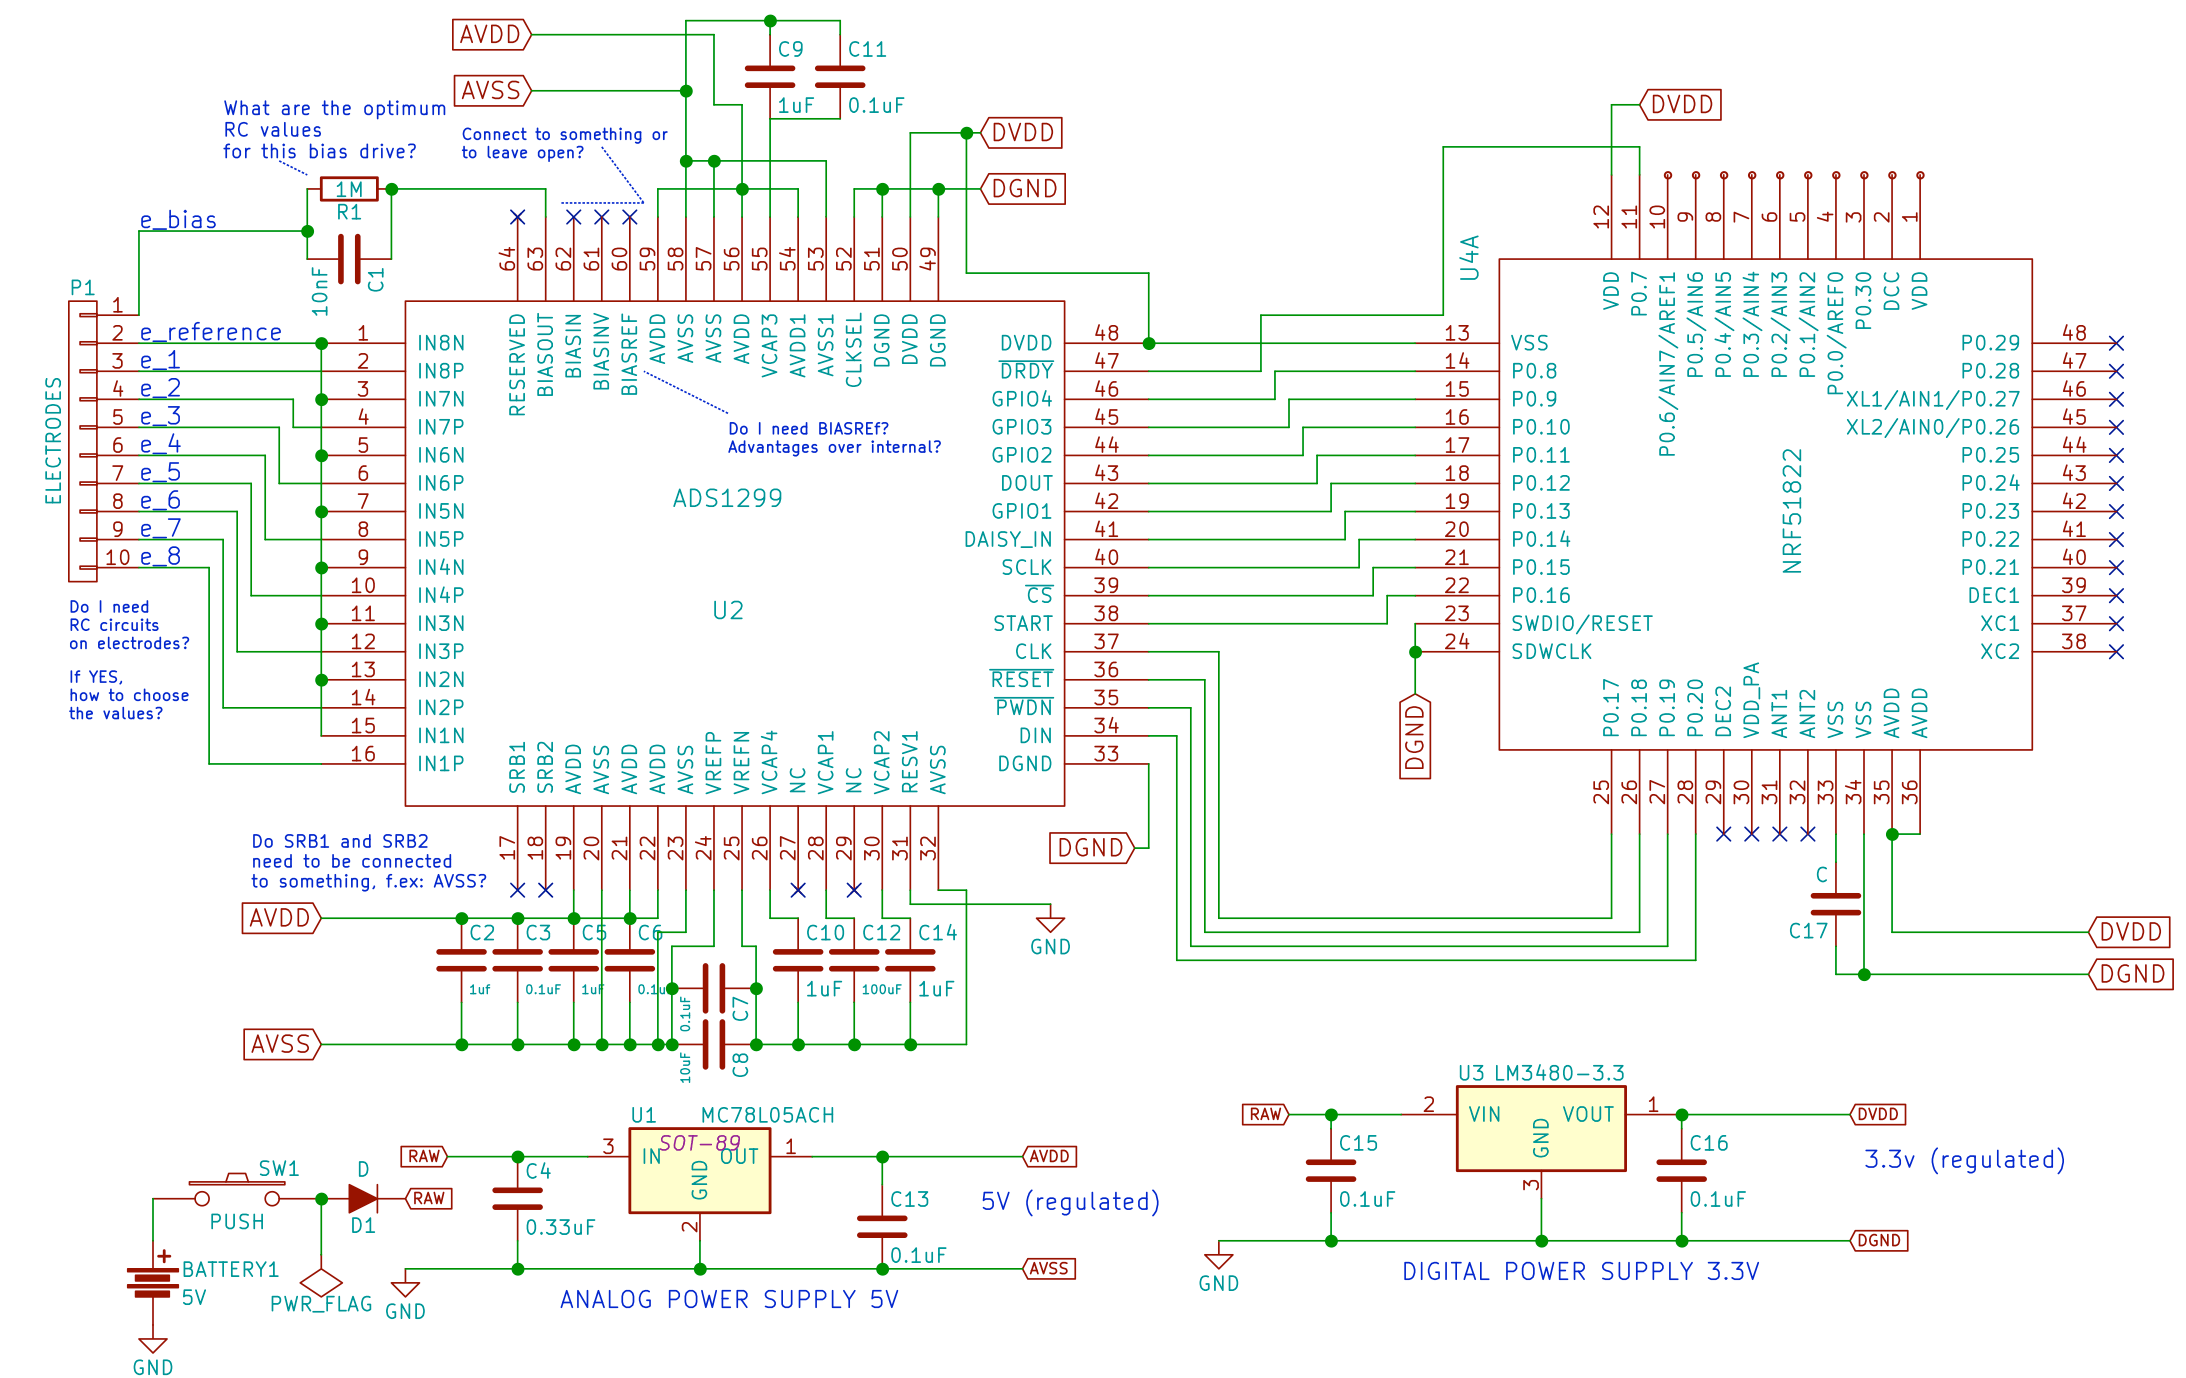 AVDD
AVSS
C9
1uF
C11
0.1uF
What are the optimum
RC values
for this bias drive?
Connect to something or
to leave open?
DVDD
DGND
DVDD
1M
R1
10nF
C1
e_bias
P1
ELECTRODES
1
2
3
4
5
6
7
8
9
10
e_reference
e_1
e_2
e_3
e_4
e_5
e_6
e_7
e_8
Do I need
RC circuits
on electrodes?
If YES,
how to choose
the values?
64 RESERVED
63 BIASOUT
62 BIASIN
61 BIASINV
60 BIASREF
59 AVDD
58 AVSS
57 AVSS
56 AVDD
55 VCAP3
54 AVDD1
53 AVSS1
52 CLKSEL
51 DGND
50 DVDD
49 DGND
1 IN8N
2 IN8P
3 IN7N
4 IN7P
5 IN6N
6 IN6P
7 IN5N
8 IN5P
9 IN4N
10 IN4P
11 IN3N
12 IN3P
13 IN2N
14 IN2P
15 IN1N
16 IN1P
Do I need BIASREf?
Advantages over internal?
ADS1299
U2
DVDD 48
DRDY 47
GPIO4 46
GPIO3 45
GPIO2 44
DOUT 43
GPIO1 42
DAISY_IN 41
SCLK 40
CS 39
START 38
CLK 37
RESET 36
PWDN 35
DIN 34
DGND 33
SRB1 17
SRB2 18
AVDD 19
AVSS 20
AVDD 21
AVDD 22
AVSS 23
VREFP 24
VREFN 25
VCAP4 26
NC 27
VCAP1 28
NC 29
VCAP2 30
RESV1 31
AVSS 32
DGND
Do SRB1 and SRB2
need to be connected
to something, f.ex: AVSS?
AVDD
AVSS
C2
1uf
C3
0.1uF
C5
1uF
C6
0.1uF
0.1uF
C7
10uF
C8
C10
1uF
C12
100uF
C14
1uF
GND
U4A
NRF51822
12 VDD
11 P0.7
10 P0.6/AIN7/AREF1
9 P0.5/AIN6
8 P0.4/AIN5
7 P0.3/AIN4
6 P0.2/AIN3
5 P0.1/AIN2
4 P0.0/AREF0
3 P0.30
2 DCC
1 VDD
13 VSS
14 P0.8
15 P0.9
16 P0.10
17 P0.11
18 P0.12
19 P0.13
20 P0.14
21 P0.15
22 P0.16
23 SWDIO/RESET
24 SDWCLK
P0.29 48
P0.28 47
XL1/AIN1/P0.27 46
XL2/AIN0/P0.26 45
P0.25 44
P0.24 43
P0.23 42
P0.22 41
P0.21 40
DEC1 39
XC1 37
XC2 38
P0.17 25
P0.18 26
P0.19 27
P0.20 28
DEC2 29
VDD_PA 30
ANT1 31
ANT2 32
VSS 33
VSS 34
AVDD 35
AVDD 36
DGND
C
C17
DVDD
DGND
SW1
PUSH
D
D1
RAW
BATTERY1
5V
GND
PWR_FLAG
RAW
C4
0.33uF
GND
U1
MC78L05ACH
SOT-89
3 IN
OUT 1
GND
2
C13
0.1uF
AVDD
5V (regulated)
AVSS
ANALOG POWER SUPPLY 5V
RAW
C15
0.1uF
GND
U3 LM3480-3.3
2 VIN
VOUT 1
GND
3
C16
0.1uF
DVDD
3.3v (regulated)
DGND
DIGITAL POWER SUPPLY 3.3V